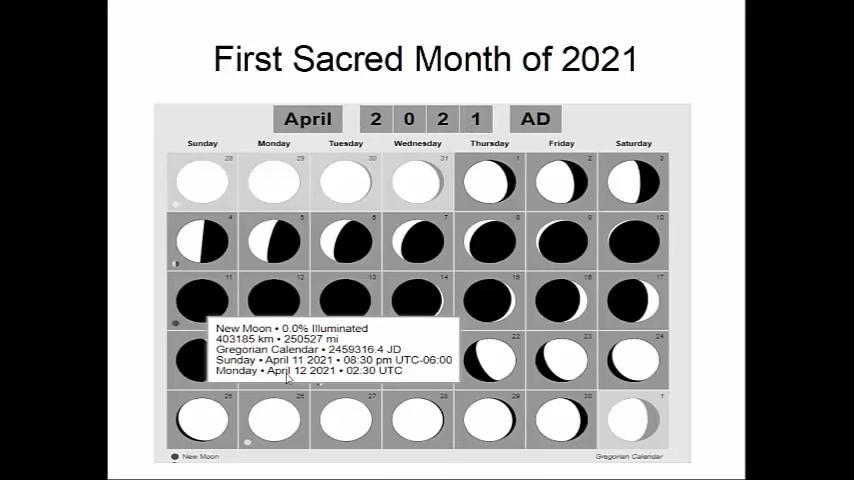 First Sacred Month of 2021
April 2 0 2 1 AD
Sunday Monday Tuesday Wednesday Thursday Friday Saturday
28 29 30 31 1 2 3
4 5 6 7 8 9 10
11 12 13 14 15 16 17
New Moon • 0.0% Illuminated
403185 km • 250527 mi
Gregorian Calendar • 2459316.4 JD
Sunday • April 11 2021 • 08:30 pm UTC-06:00
Monday • April 12 2021 • 02:30 UTC
22 23 24
25 26 27 28 29 30 1
New Moon Gregorian Calendar